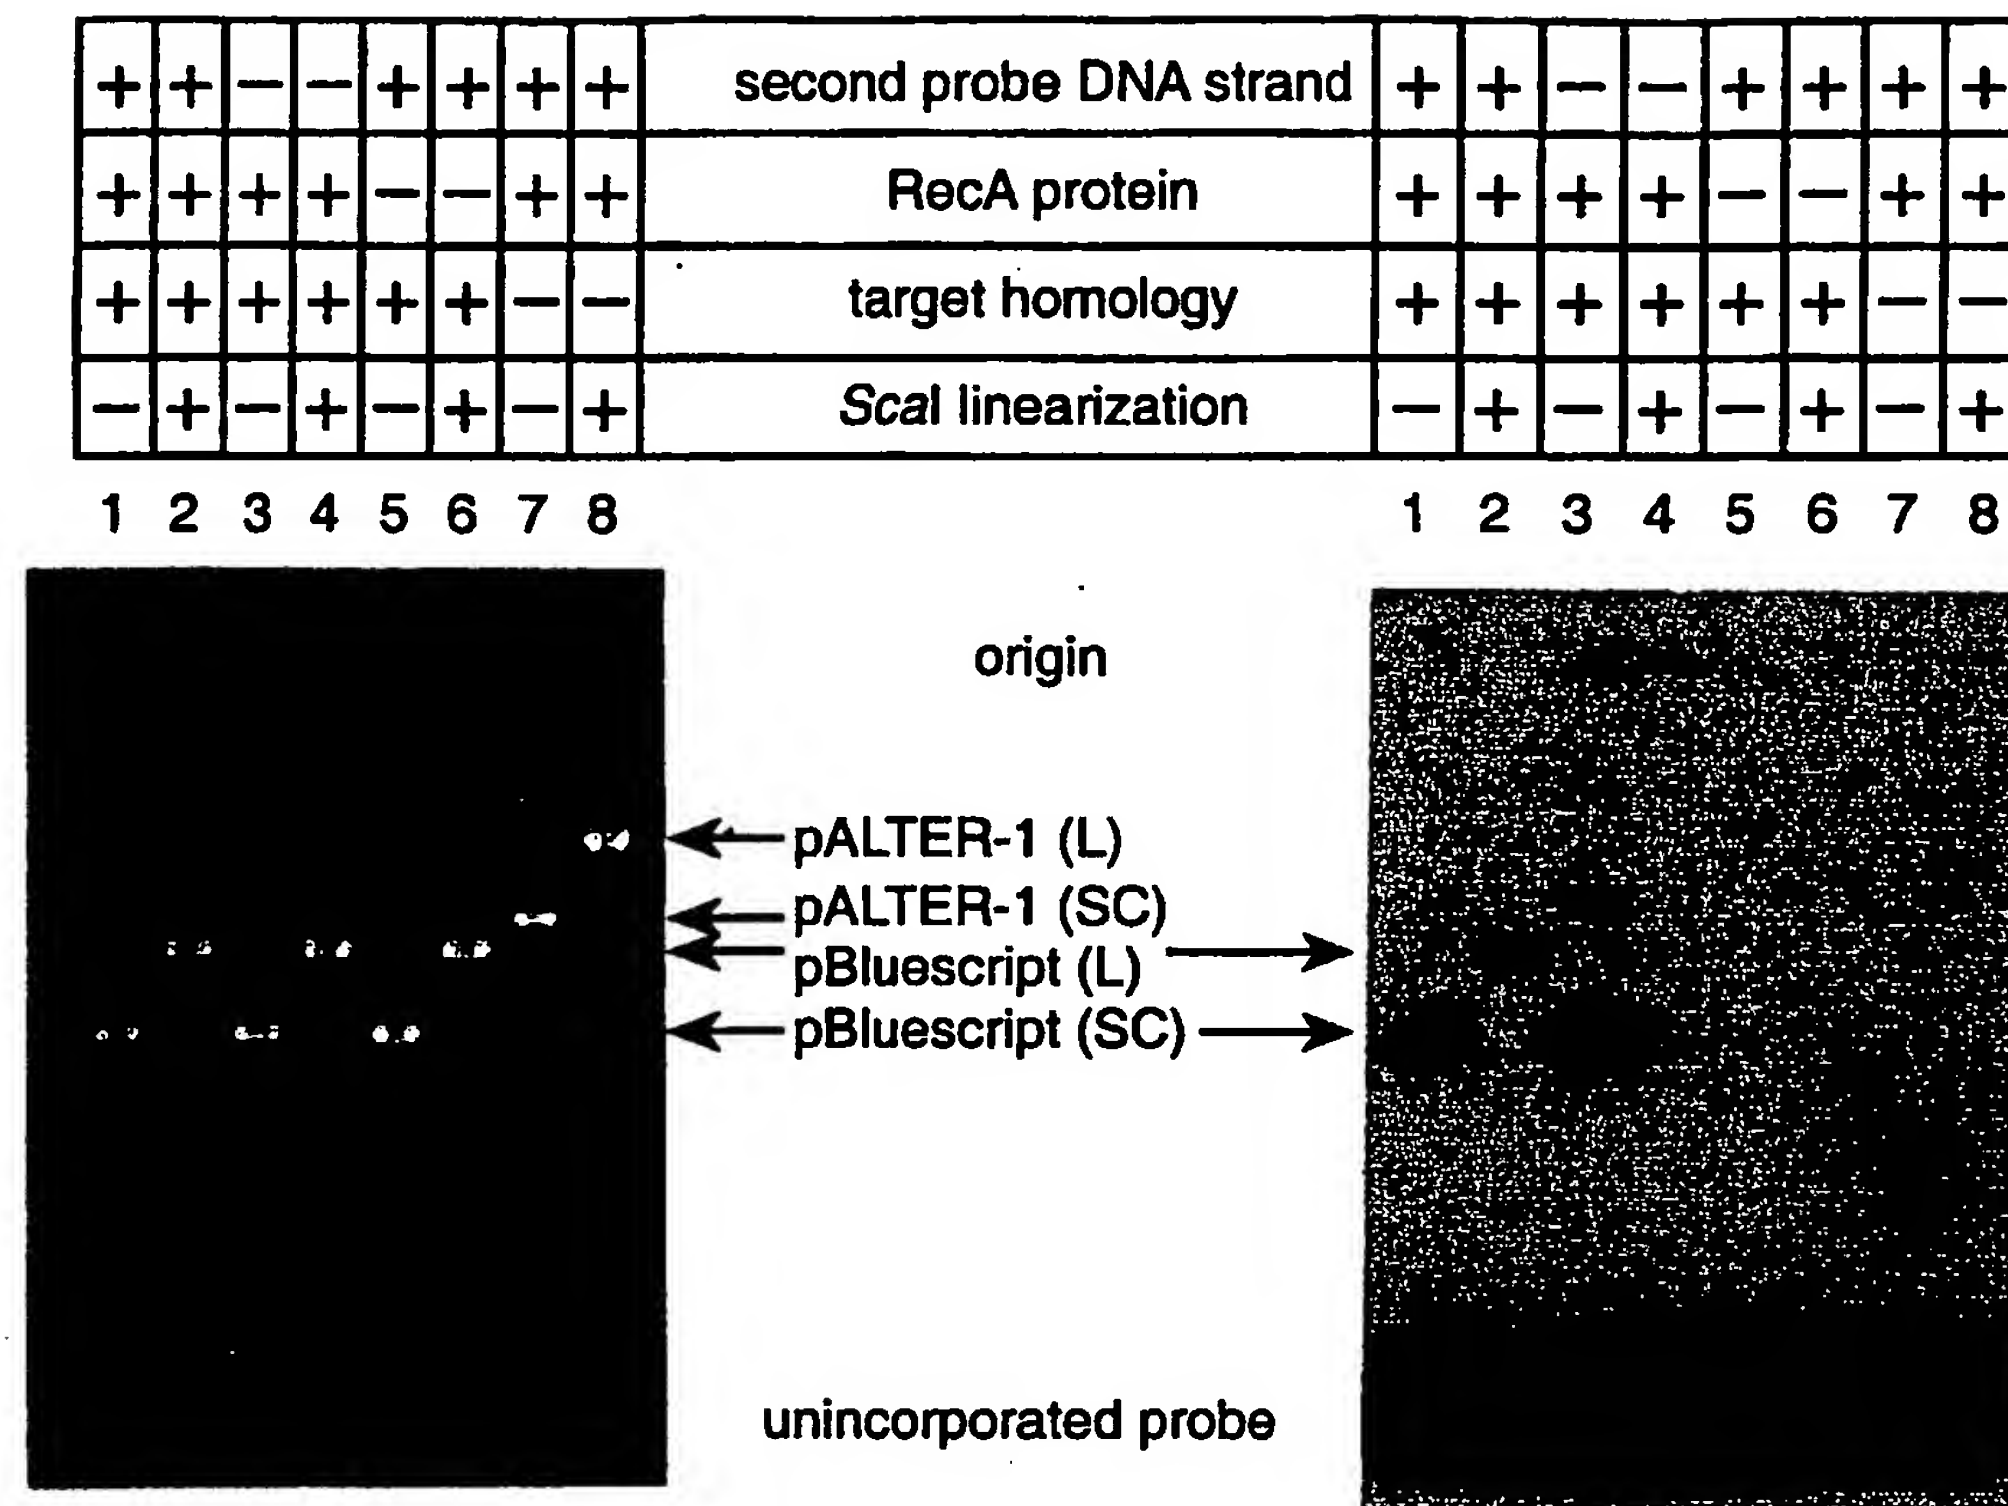 + + − − + + + + second probe DNA strand + + − − + + + +
+ + + + − − + + RecA protein + + + + − − + +
+ + + + + + − − target homology + + + + + + − −
− + − + − + − + ScaI linearization − + − + − + − +
1 2 3 4 5 6 7 8 1 2 3 4 5 6 7 8
origin
pALTER-1 (L)
pALTER-1 (SC)
pBluescript (L)
pBluescript (SC)
unincorporated probe